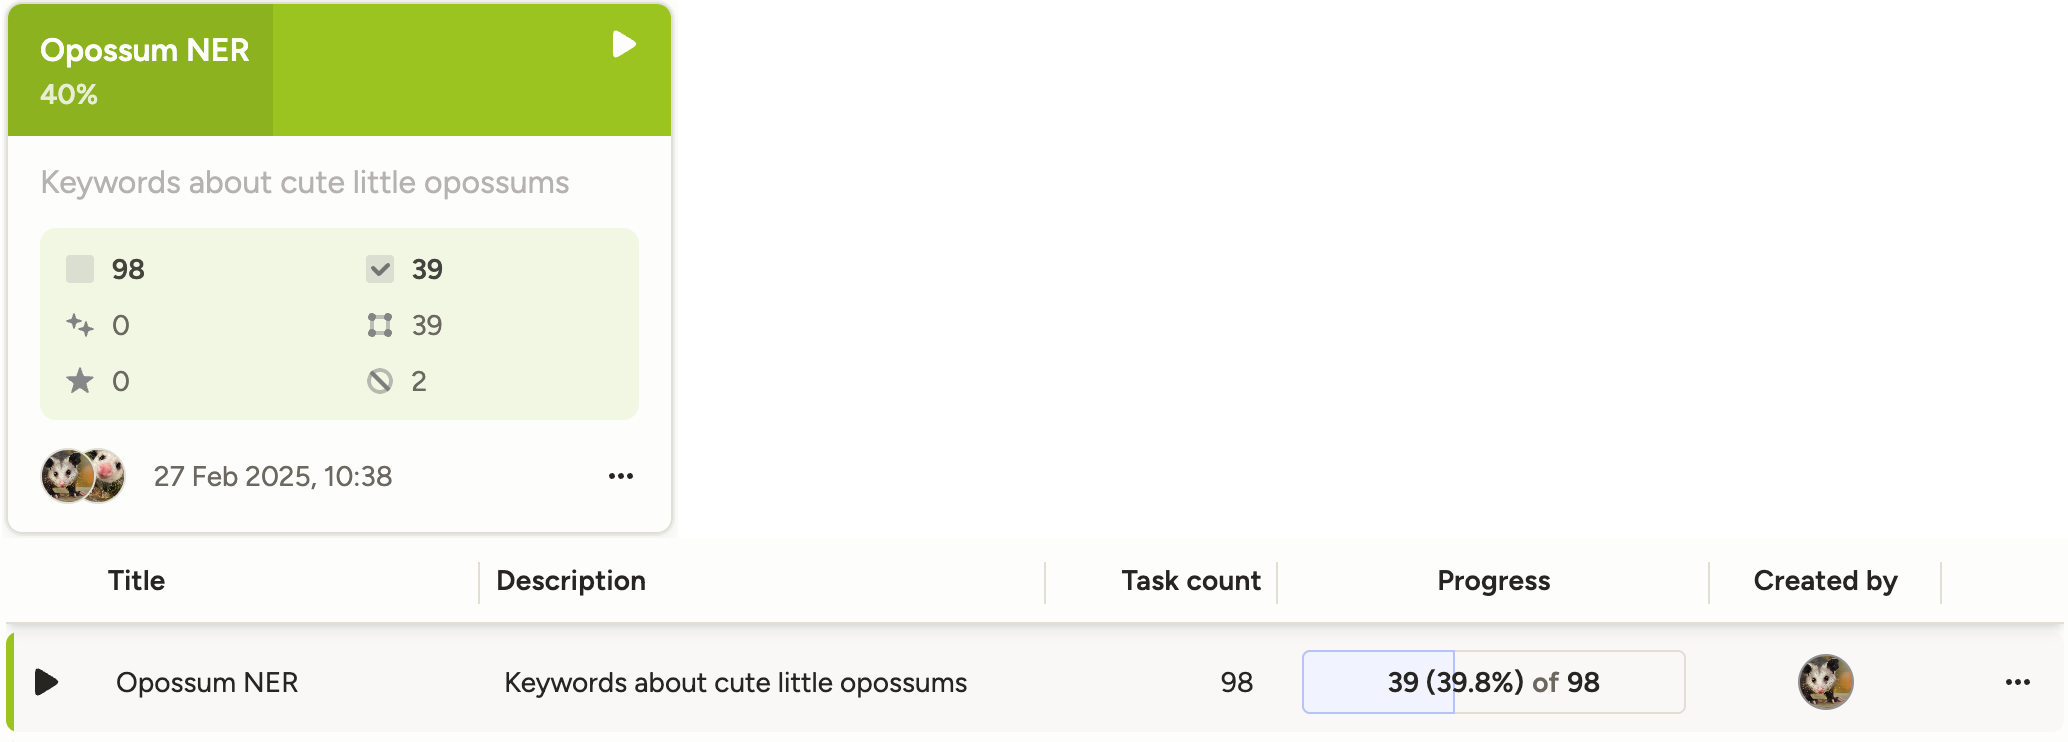 Opossum NER
40%
Keywords about cute little opossums
98 39
0 39
0 2
27 Feb 2025, 10:38
Title Description Task count Progress Created by
Opossum NER Keywords about cute little opossums 98 39 (39.8%) of 98